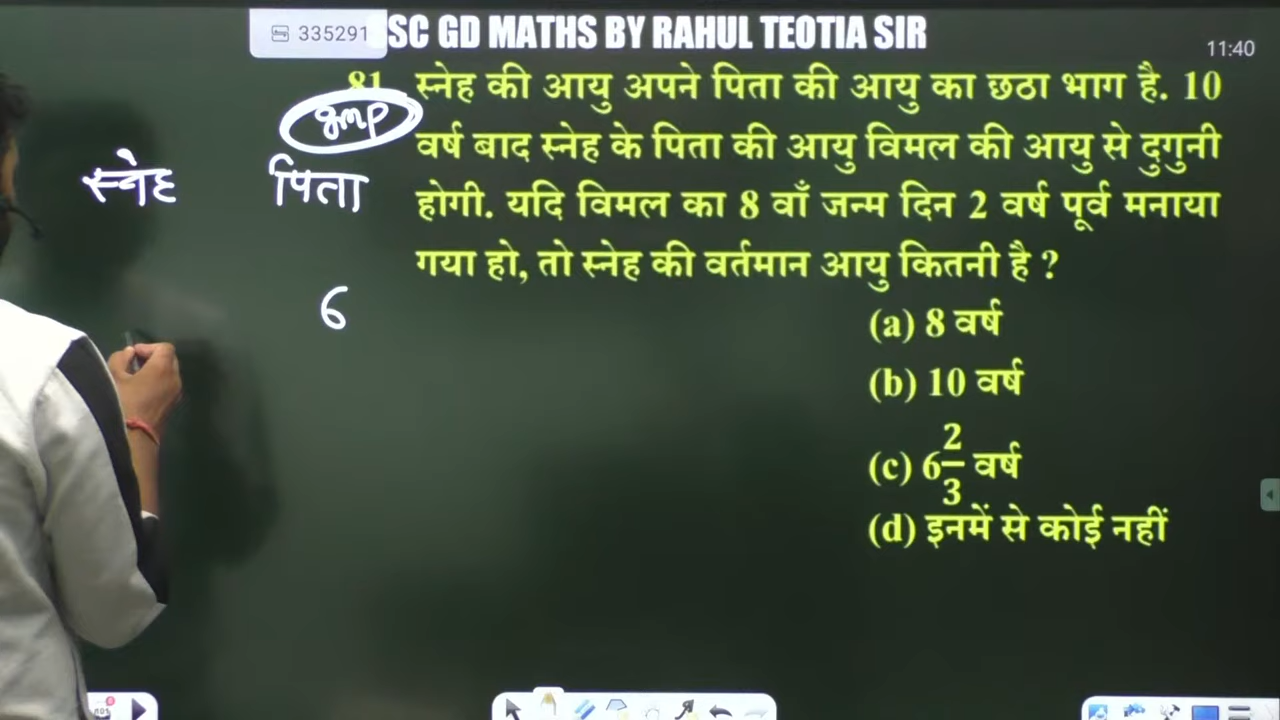 335291
SC GD MATHS BY RAHUL TEOTIA SIR
11:40
81. स्नेह की आयु अपने पिता की आयु का छठा भाग है. 10
वर्ष बाद स्नेह के पिता की आयु विमल की आयु से दुगुनी
होगी. यदि विमल का 8 वाँ जन्म दिन 2 वर्ष पूर्व मनाया
गया हो, तो स्नेह की वर्तमान आयु कितनी है ?
gmp
स्नेह पिता
6
(a) 8 वर्ष
(b) 10 वर्ष
(c) 6 2/3 वर्ष
(d) इनमें से कोई नहीं